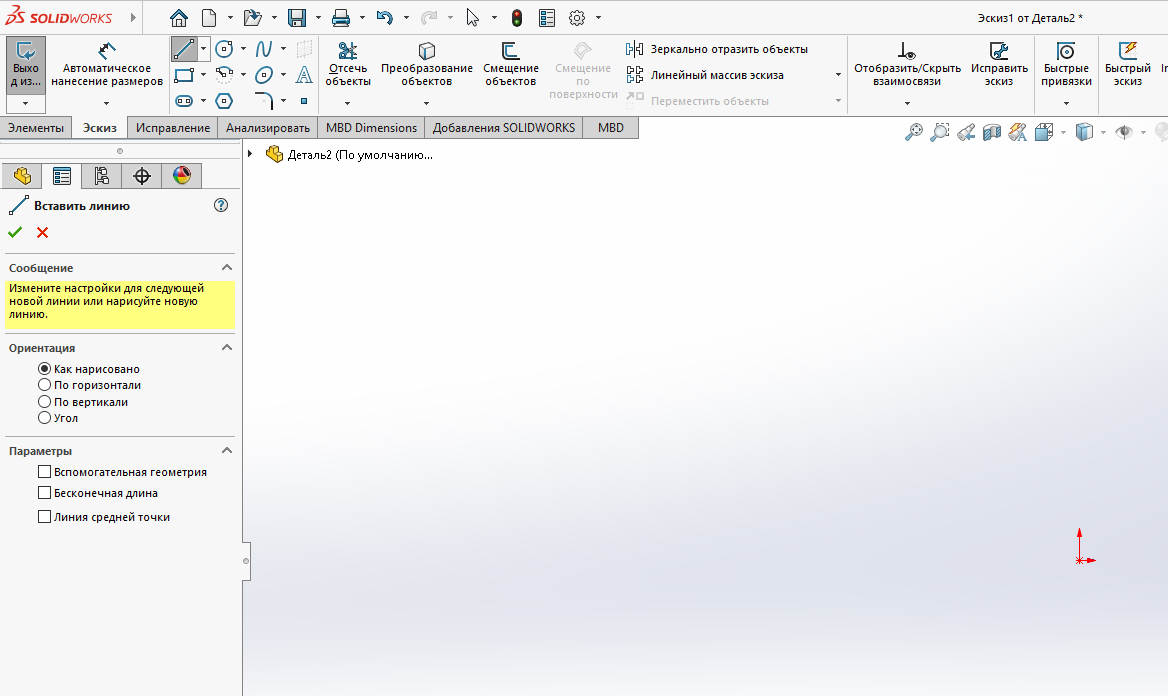 SOLIDWORKS
Эскиз1 от Деталь2 *
Выхо
д из...
Автоматическое
нанесение размеров
Отсечь
объекты
Преобразование
объектов
Смещение
объектов
Смещение
по
поверхности
Зеркально отразить объекты
Линейный массив эскиза
Переместить объекты
Отобразить/Скрыть
взаимосвязи
Исправить
эскиз
Быстрые
привязки
Быстрый
эскиз
Элементы
Эскиз
Исправление
Анализировать
MBD Dimensions
Добавления SOLIDWORKS
MBD
Деталь2 (По умолчанию...
Вставить линию
Сообщение
Измените настройки для следующей
новой линии или нарисуйте новую
линию.
Ориентация
Как нарисовано
По горизонтали
По вертикали
Угол
Параметры
Вспомогательная геометрия
Бесконечная длина
Линия средней точки